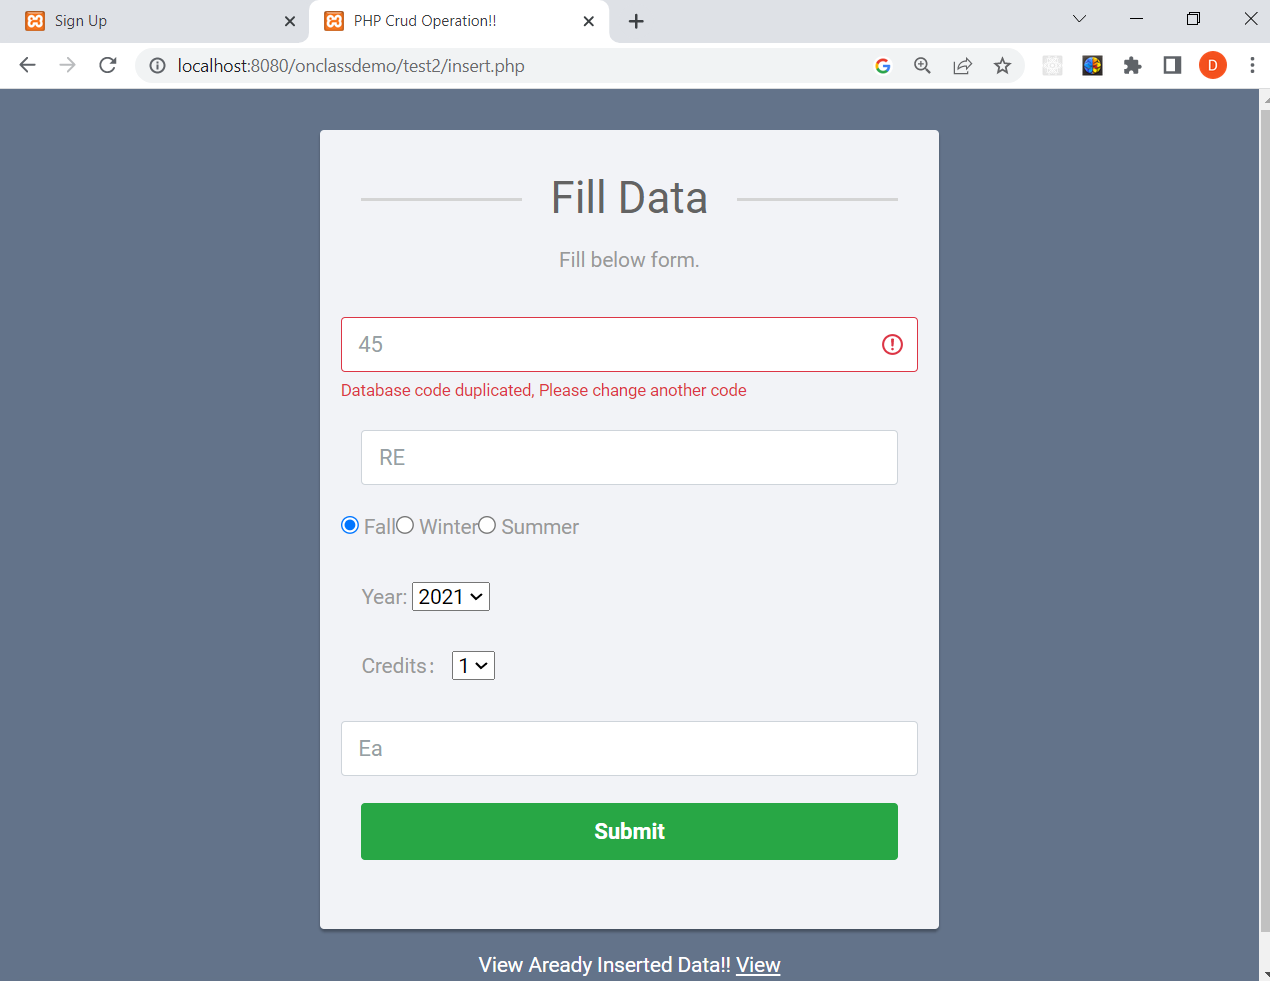 Sign Up
PHP Crud Operation!!
localhost:8080/onclassdemo/test2/insert.php
D
Fill Data
Fill below form.
45
Database code duplicated, Please change another code
RE
Fall Winter Summer
Year: 2021
Credits: 1
Ea
Submit
View Aready Inserted Data!! View